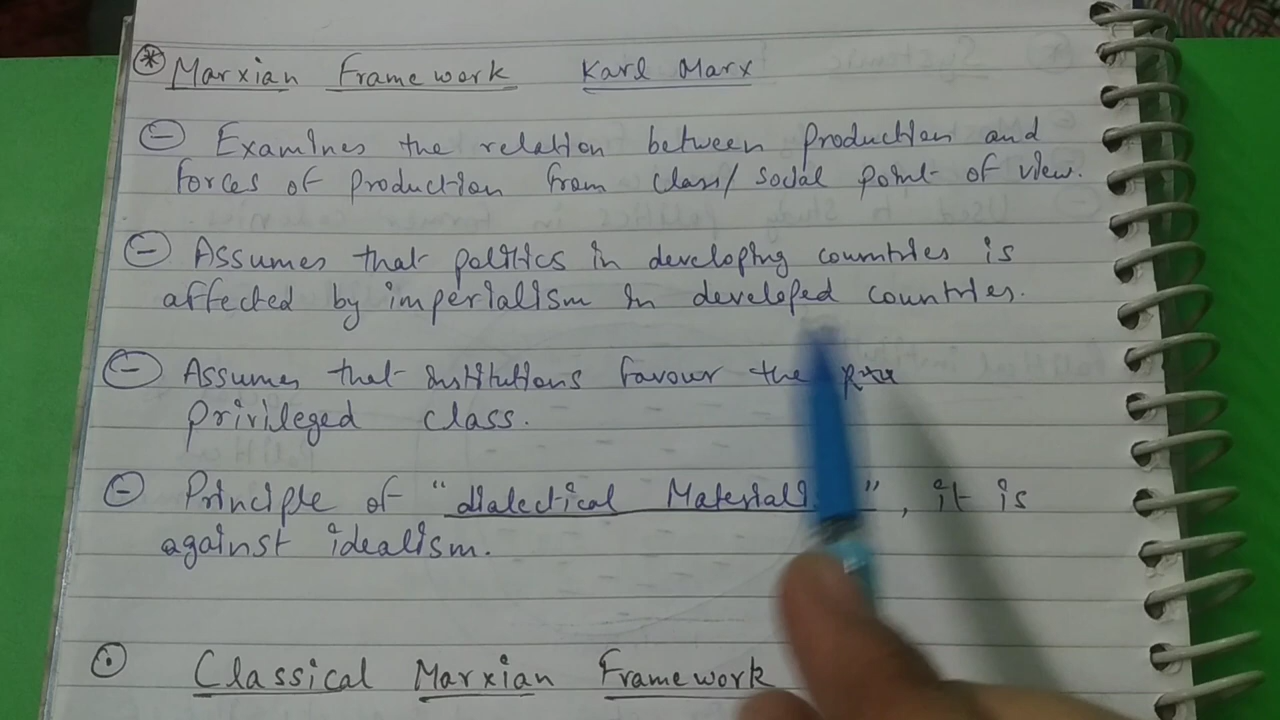 * Marxian Framework Karl Marx
- Examines the relation between production and
forces of production from class/ social point of view.
- Assumes that politics in developing countries is
affected by imperialism in developed countries.
- Assumes that institutions favour the
privileged class.
- Principle of "dialectical Materialism", it is
against idealism.
• Classical Marxian Framework